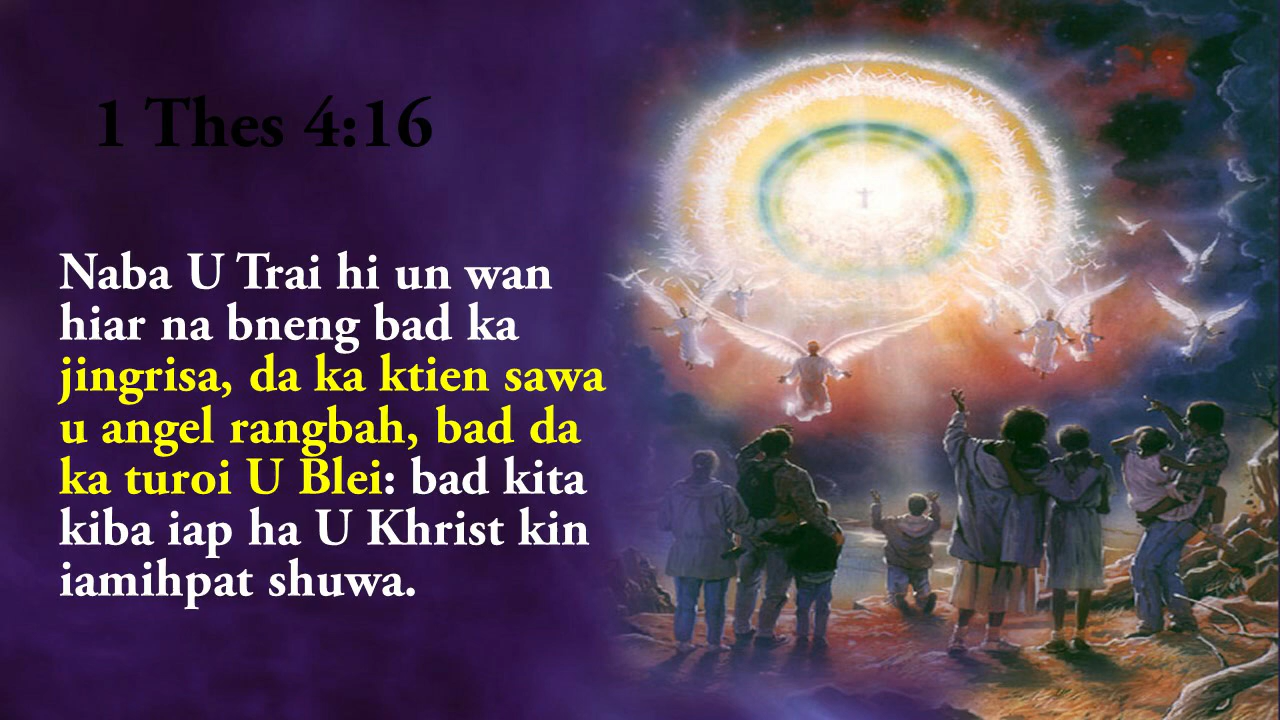 1 Thes 4:16
Naba U Trai hi un wan
hiar na bneng bad ka
jingrisa, da ka ktien sawa
u angel rangbah, bad da
ka turoi U Blei: bad kita
kiba iap ha U Khrist kin
iamihpat shuwa.